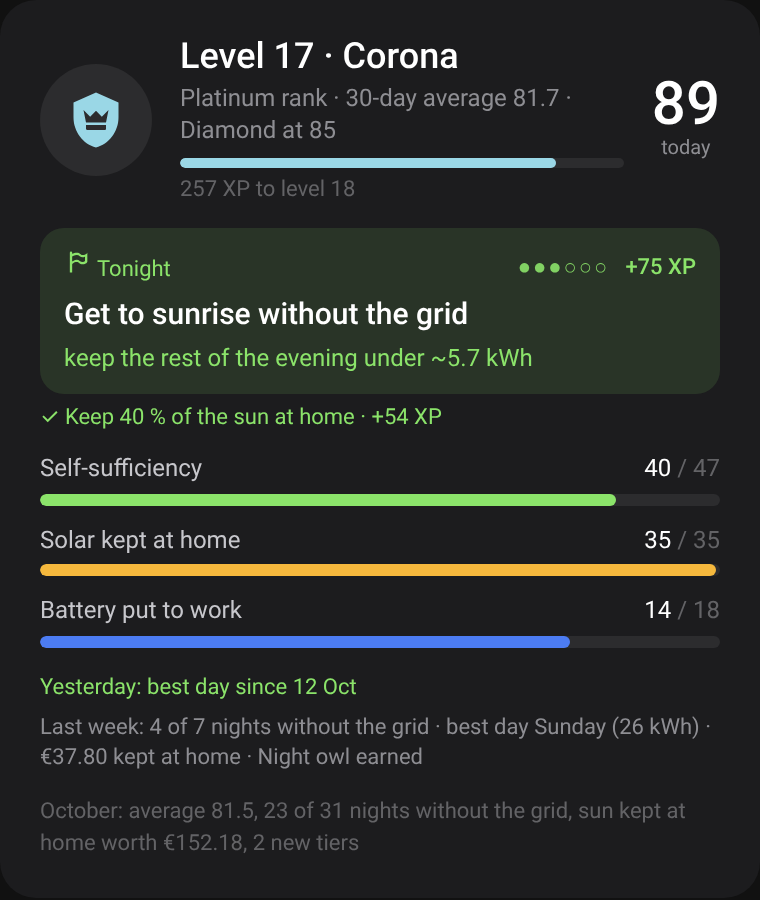 Level 17 · Corona
Platinum rank · 30-day average 81.7 ·
Diamond at 85
257 XP to level 18
89
today
Tonight
+75 XP
Get to sunrise without the grid
keep the rest of the evening under ~5.7 kWh
✓ Keep 40 % of the sun at home · +54 XP
Self-sufficiency
40 / 47
Solar kept at home
35 / 35
Battery put to work
14 / 18
Yesterday: best day since 12 Oct
Last week: 4 of 7 nights without the grid · best day Sunday (26 kWh) ·
€37.80 kept at home · Night owl earned
October: average 81.5, 23 of 31 nights without the grid, sun kept at
home worth €152.18, 2 new tiers